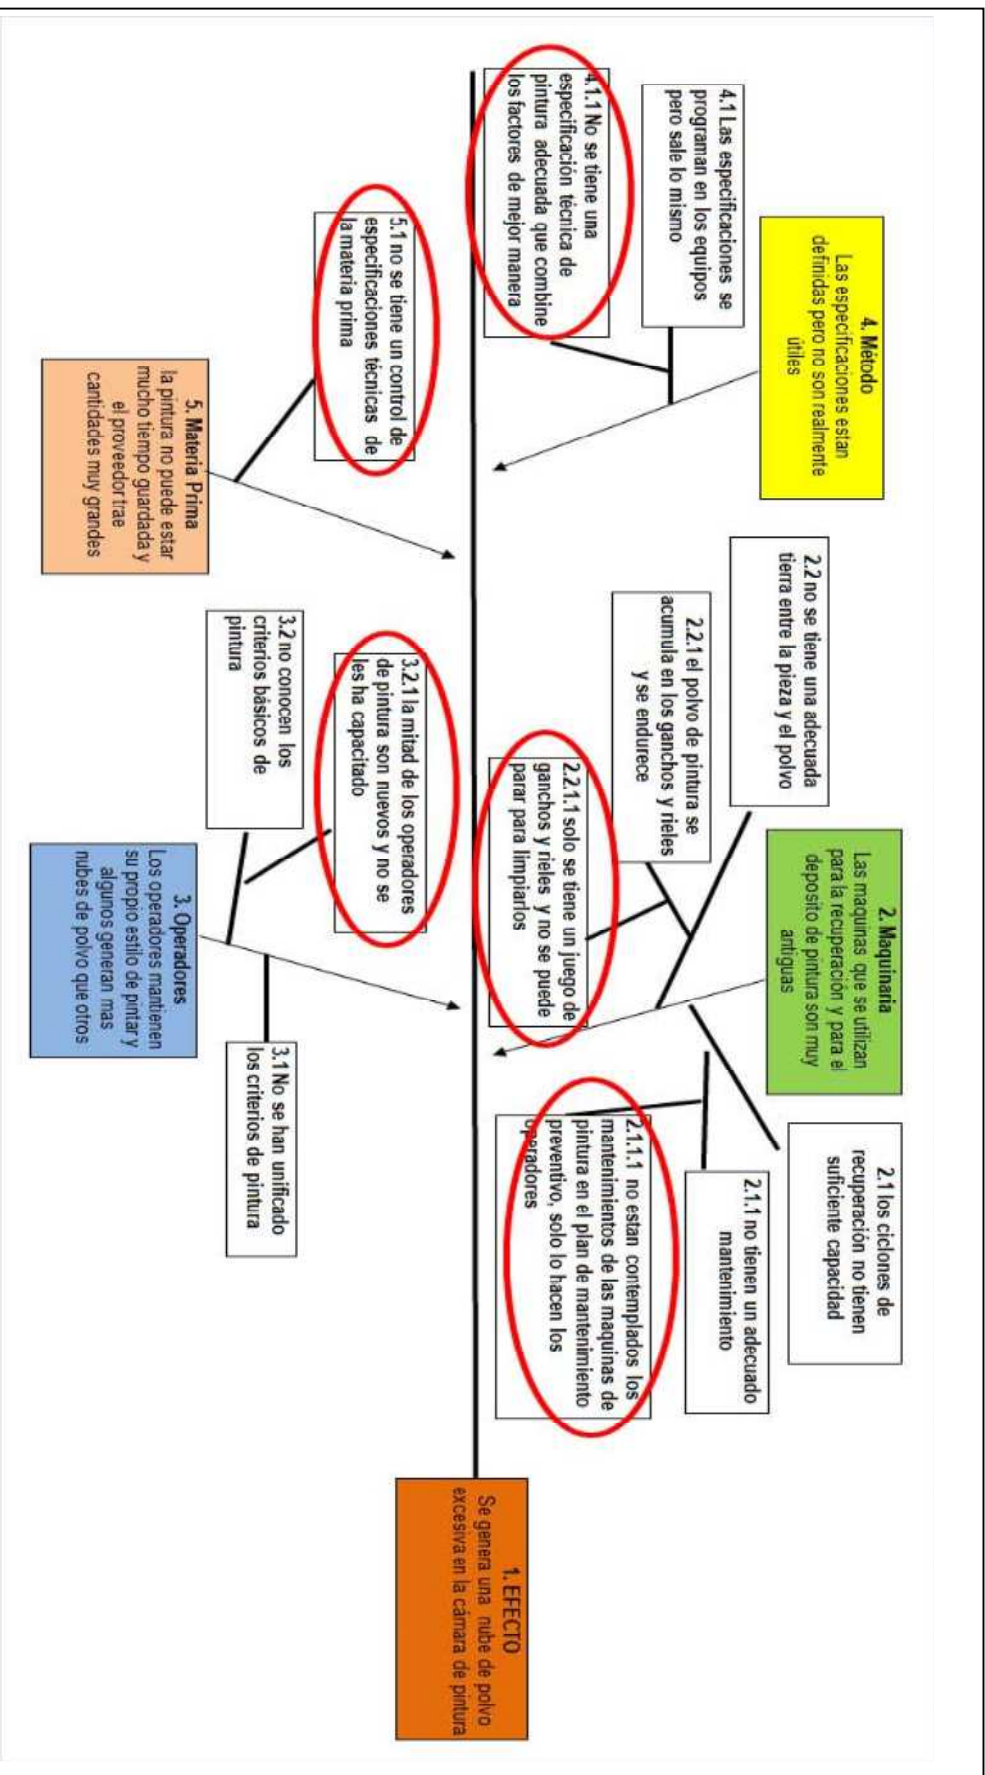 4. Método
Las especificaciones estan
definidas pero no son realmente
útiles
4.1 Las especificaciones se
programan en los equipos
pero sale lo mismo
4.1.1 No se tiene una
especificación técnica de
pintura adecuada que combine
los factores de mejor manera
2. Maquinaria
Las maquinas que se utilizan
para la recuperación y para el
deposito de pintura son muy
antiguas
2.2 no se tiene una adecuada
tierra entre la pieza y el polvo
2.2.1 el polvo de pintura se
acumula en los ganchos y rieles
y se endurece
2.2.1.1 solo se tiene un juego de
ganchos y rieles y no se puede
parar para limpiarlos
2.1 los ciclones de
recuperación no tienen
suficiente capacidad
2.1.1 no tienen un adecuado
mantenimiento
2.1.1.1 no estan contemplados los
mantenimientos de las maquinas de
pintura en el plan de mantenimiento
preventivo, solo lo hacen los
operadores
1. EFECTO
Se genera una nube de polvo
excesiva en la cámara de pintura
5.1 no se tiene un control de
especificaciones técnicas de
la materia prima
5. Materia Prima
la pintura no puede estar
mucho tiempo guardada y
el proveedor trae
cantidades muy grandes
3.2.1 la mitad de los operadores
de pintura son nuevos y no se
les ha capacitado
3.2 no conocen los
criterios básicos de
pintura
3.1 No se han unificado
los criterios de pintura
3. Operadores
Los operadores mantienen
su propio estilo de pintar y
algunos generan mas
nubes de polvo que otros